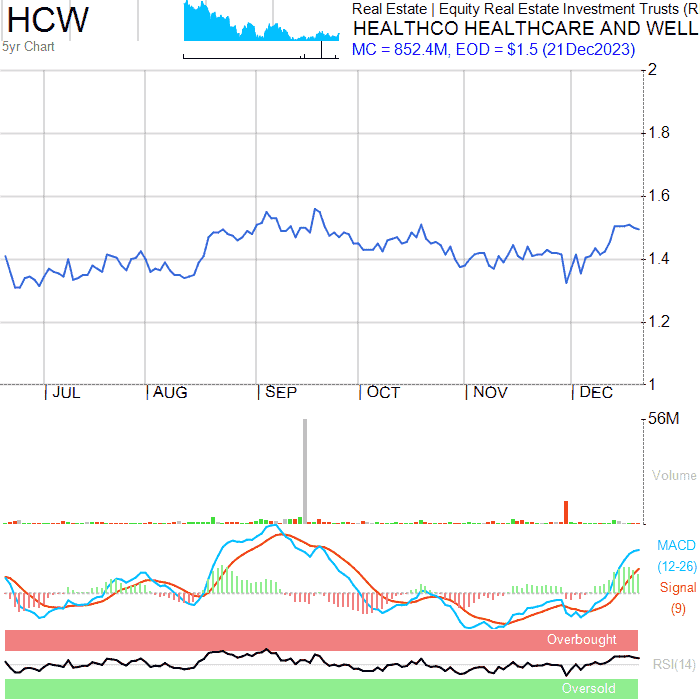 HCW
5yr Chart
Real Estate | Equity Real Estate Investment Trusts (R
HEALTHCO HEALTHCARE AND WELL
MC = 852.4M, EOD = $1.5 (21Dec2023)
2
1.8
1.6
1.4
1.2
1
JUL
AUG
SEP
OCT
NOV
DEC
56M
Volume
MACD
(12-26)
Signal
(9)
Overbought
RSI(14)
Oversold